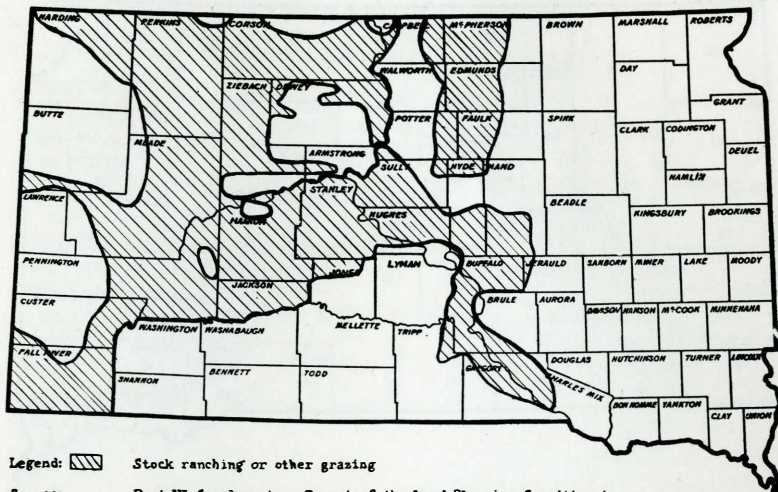 HARDING PERKINS CORSON CAMPBELL McPHERSON BROWN MARSHALL ROBERTS
WALWORTH EDMUNDS DAY
ZIEBACH DEWEY
GRANT
BUTTE POTTER FAULK SPINK
CLARK CODINGTON
MEADE DEUEL
ARMSTRONG
SULLY HYDE HAND
HAMLIN
STANLEY
LAWRENCE BEADLE
HAAKON HUGHES KINGSBURY BROOKINGS
PENNINGTON LYMAN BUFFALO JERAULD SANBORN MINER LAKE MOODY
JONES
JACKSON
CUSTER BRULE AURORA DAVISON HANSON McCOOK MINNEHAHA
WASHINGTON WASHABAUGH MELLETTE TRIPP
FALL RIVER DOUGLAS HUTCHINSON TURNER LINCOLN
SHANNON BENNETT TODD GREGORY CHARLES MIX
BON HOMME YANKTON CLAY UNION
Legend: Stock ranching or other grazing